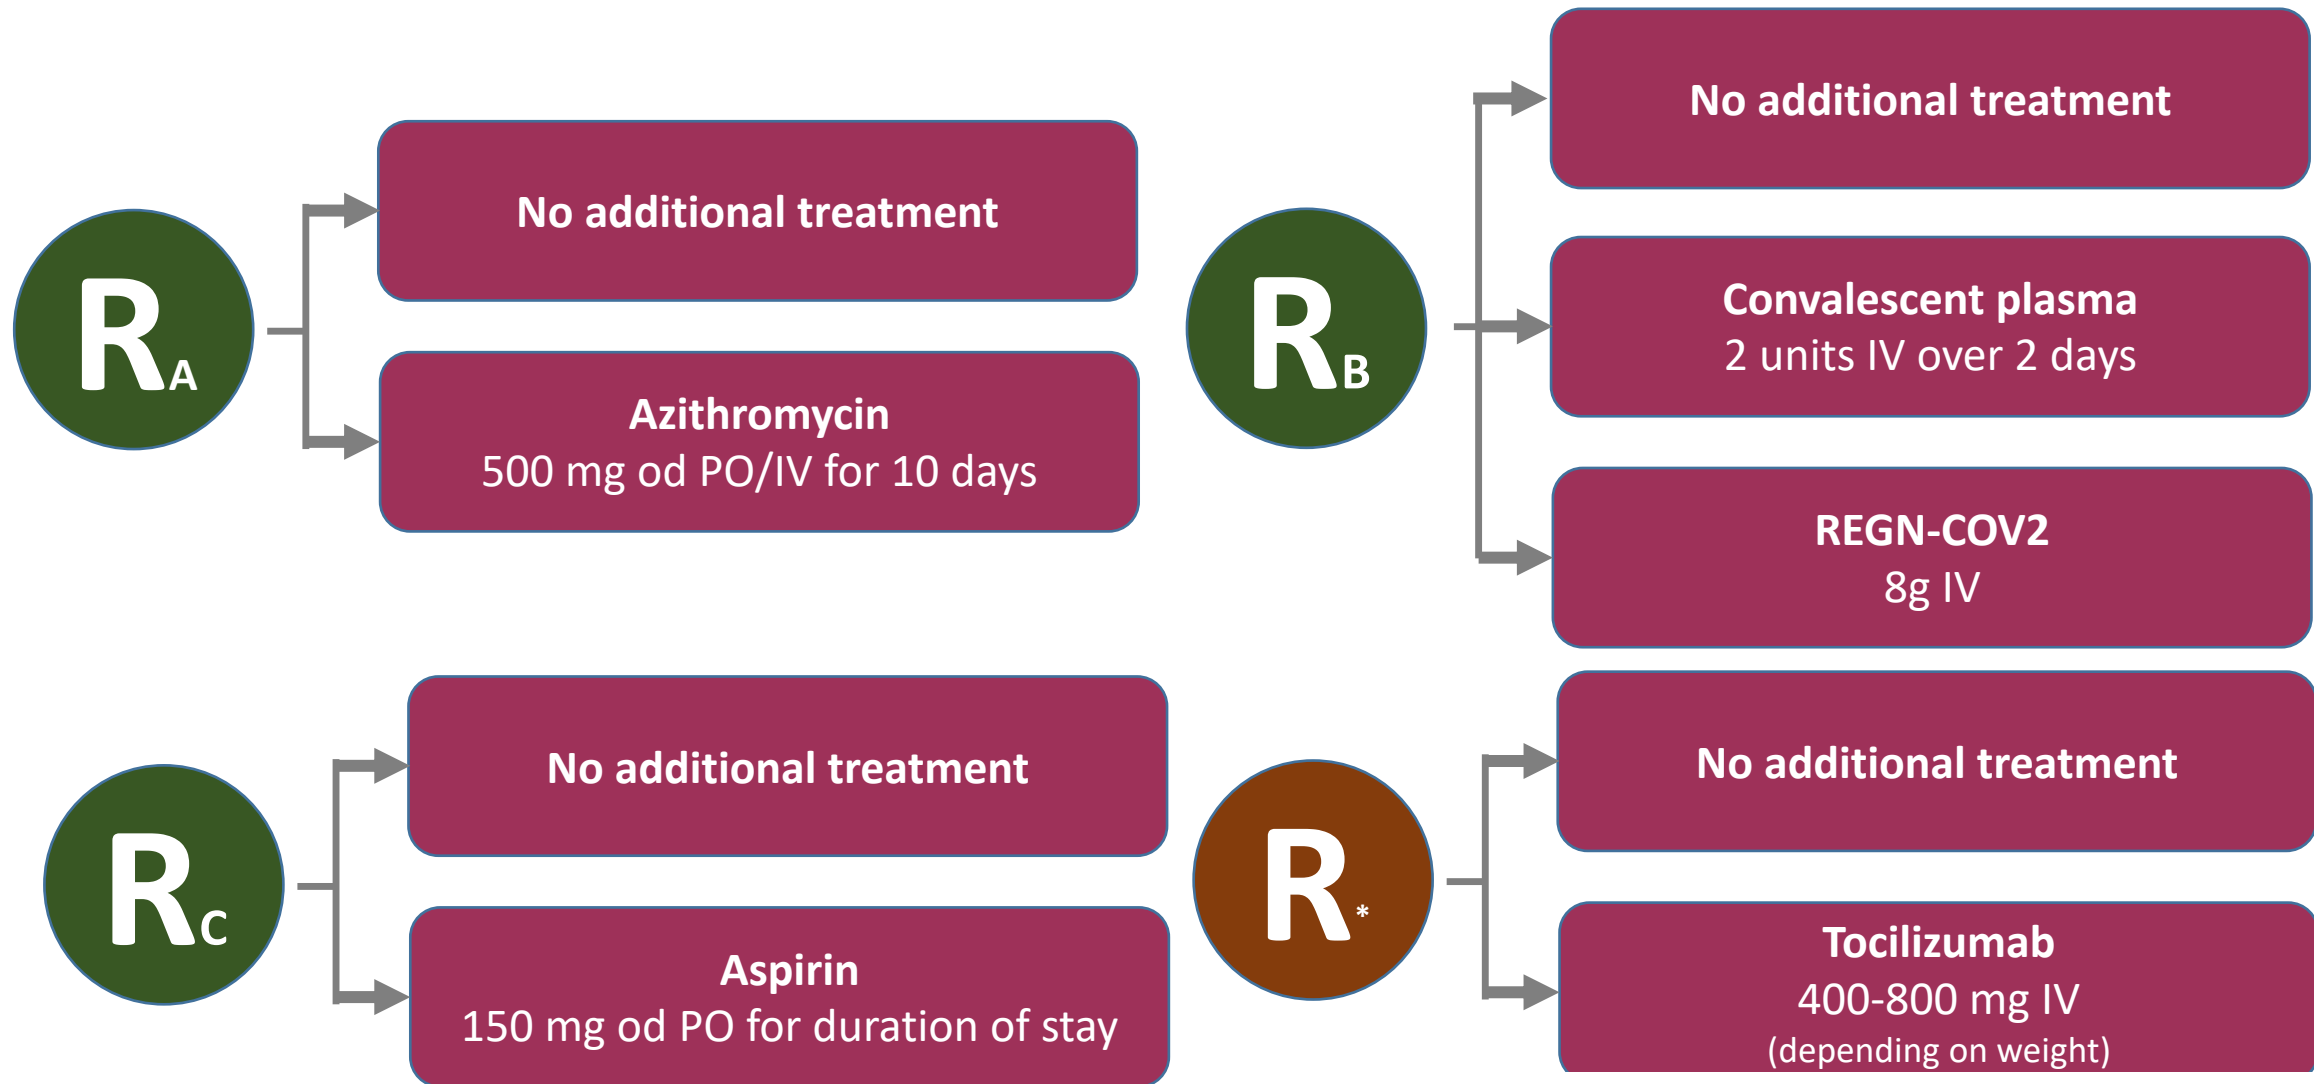 RA
No additional treatment
Azithromycin
500 mg od PO/IV for 10 days
RB
No additional treatment
Convalescent plasma
2 units IV over 2 days
REGN-COV2
8g IV
RC
No additional treatment
Aspirin
150 mg od PO for duration of stay
R*
No additional treatment
Tocilizumab
400-800 mg IV
(depending on weight)